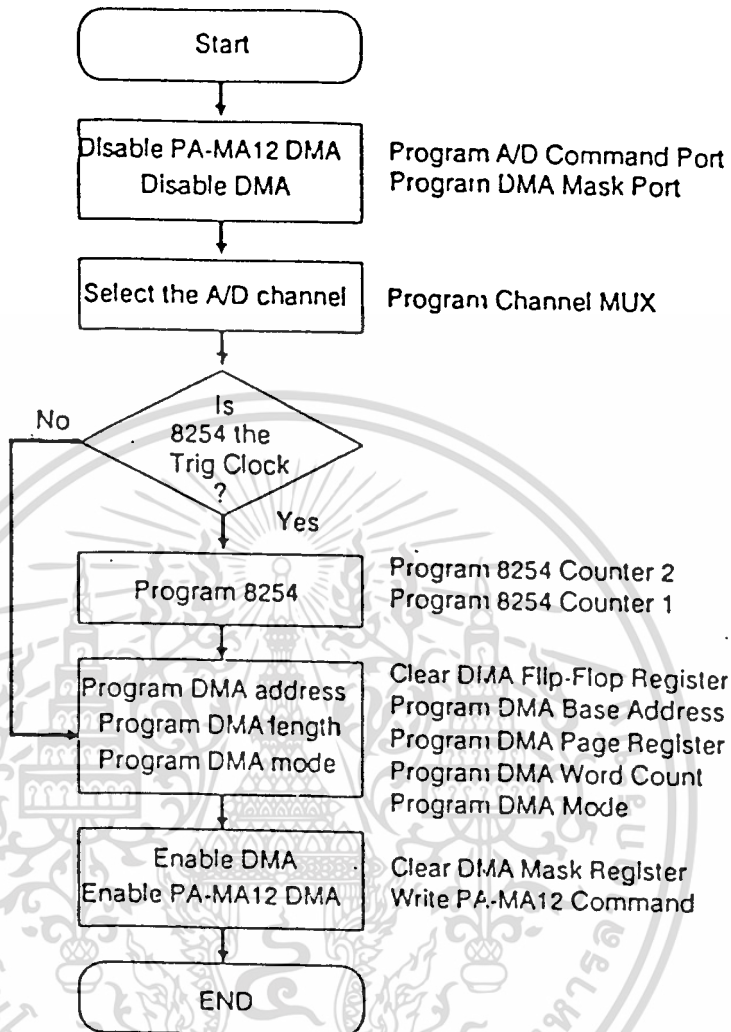 Start
Disable PA-MA12 DMA
Disable DMA
Program A/D Command Port
Program DMA Mask Port
Select the A/D channel
Program Channel MUX
Is
8254 the
Trig Clock
?
No
Yes
Program 8254
Program 8254 Counter 2
Program 8254 Counter 1
Program DMA address
Program DMA length
Program DMA mode
Clear DMA Flip-Flop Register
Program DMA Base Address
Program DMA Page Register
Program DMA Word Count
Program DMA Mode
Enable DMA
Enable PA-MA12 DMA
Clear DMA Mask Register
Write PA-MA12 Command
END